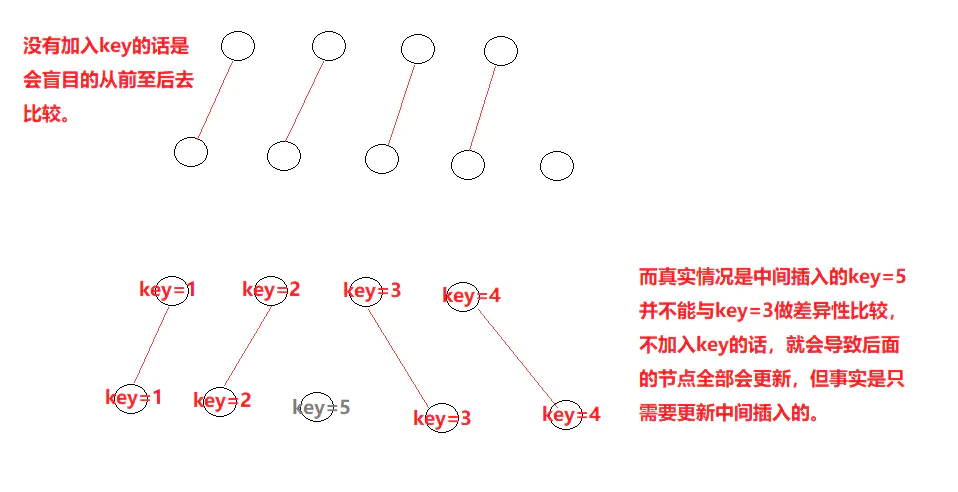 没有加入key的话是
会盲目的从前至后去
比较。
key=1 key=2 key=3 key=4
key=1 key=2 key=5 key=3 key=4
而真实情况是中间插入的key=5
并不能与key=3做差异性比较，
不加入key的话，就会导致后面
的节点全部会更新，但事实是只
需要更新中间插入的。